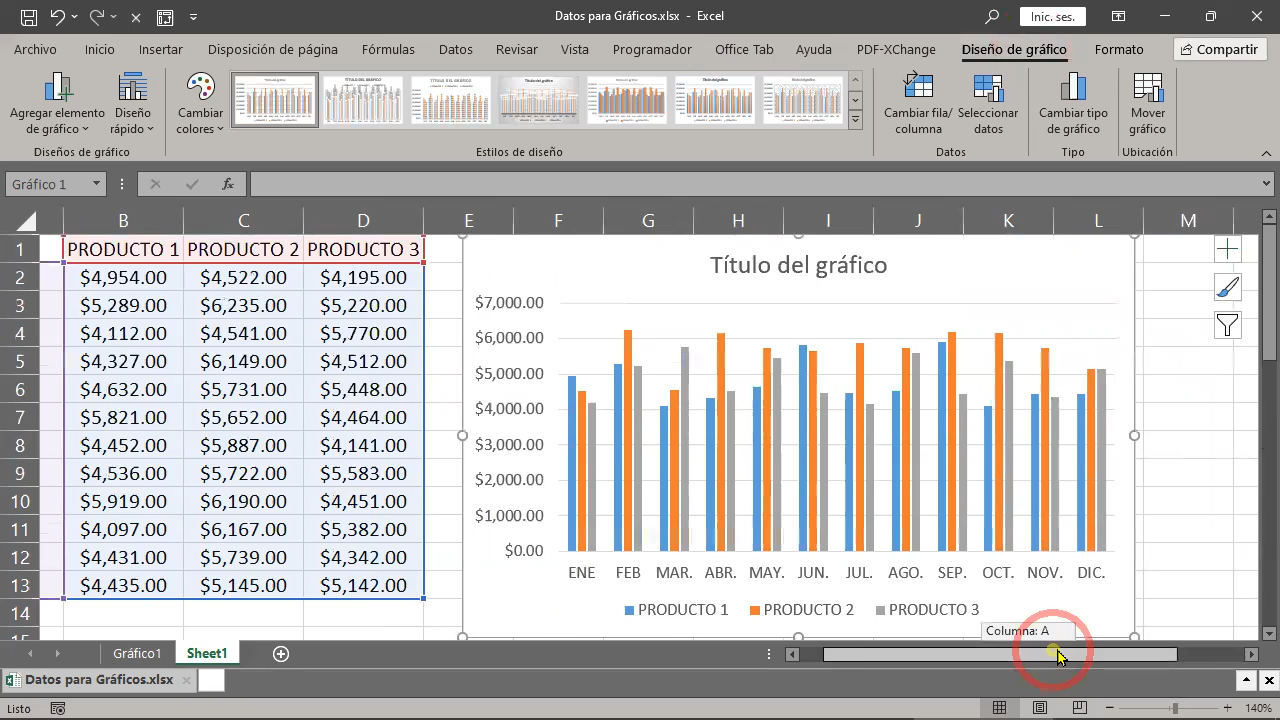 Datos para Gráficos.xlsx - Excel
Inic. ses.
Archivo Inicio Insertar Disposición de página Fórmulas Datos Revisar Vista Programador Office Tab Ayuda PDF-XChange Diseño de gráfico Formato Compartir
Agregar elemento de gráfico
Diseño rápido
Cambiar colores
Cambiar fila/ columna
Seleccionar datos
Cambiar tipo de gráfico
Mover gráfico
Diseños de gráfico Estilos de diseño Datos Tipo Ubicación
Gráfico 1 fx
B C D E F G H I J K L M
1 PRODUCTO 1 PRODUCTO 2 PRODUCTO 3
2 $4,954.00 $4,522.00 $4,195.00
3 $5,289.00 $6,235.00 $5,220.00
4 $4,112.00 $4,541.00 $5,770.00
5 $4,327.00 $6,149.00 $4,512.00
6 $4,632.00 $5,731.00 $5,448.00
7 $5,821.00 $5,652.00 $4,464.00
8 $4,452.00 $5,887.00 $4,141.00
9 $4,536.00 $5,722.00 $5,583.00
10 $5,919.00 $6,190.00 $4,451.00
11 $4,097.00 $6,167.00 $5,382.00
12 $4,431.00 $5,739.00 $4,342.00
13 $4,435.00 $5,145.00 $5,142.00
14
Título del gráfico
$7,000.00
$6,000.00
$5,000.00
$4,000.00
$3,000.00
$2,000.00
$1,000.00
$0.00
ENE FEB MAR. ABR. MAY. JUN. JUL. AGO. SEP. OCT. NOV. DIC.
PRODUCTO 1 PRODUCTO 2 PRODUCTO 3
Columna: A
Gráfico1 Sheet1
Datos para Gráficos.xlsx
Listo
140%